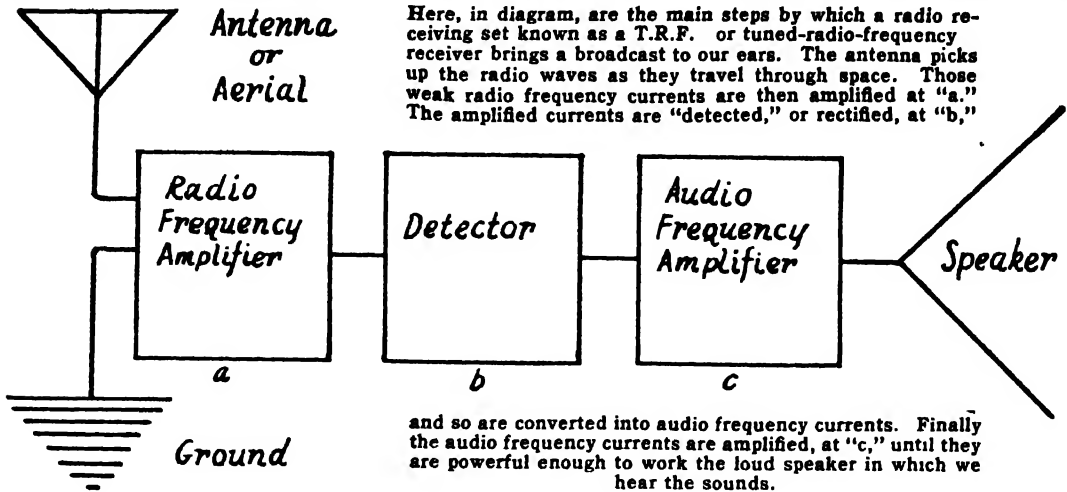 Antenna
or
Aerial
Here, in diagram, are the main steps by which a radio re-
ceiving set known as a T.R.F. or tuned-radio-frequency
receiver brings a broadcast to our ears. The antenna picks
up the radio waves as they travel through space. Those
weak radio frequency currents are then amplified at "a."
The amplified currents are "detected," or rectified, at "b,"
Radio
Frequency
Amplifier
a
Detector
b
Audio
Frequency
Amplifier
c
Speaker
Ground
and so are converted into audio frequency currents. Finally
the audio frequency currents are amplified, at "c," until they
are powerful enough to work the loud speaker in which we
hear the sounds.